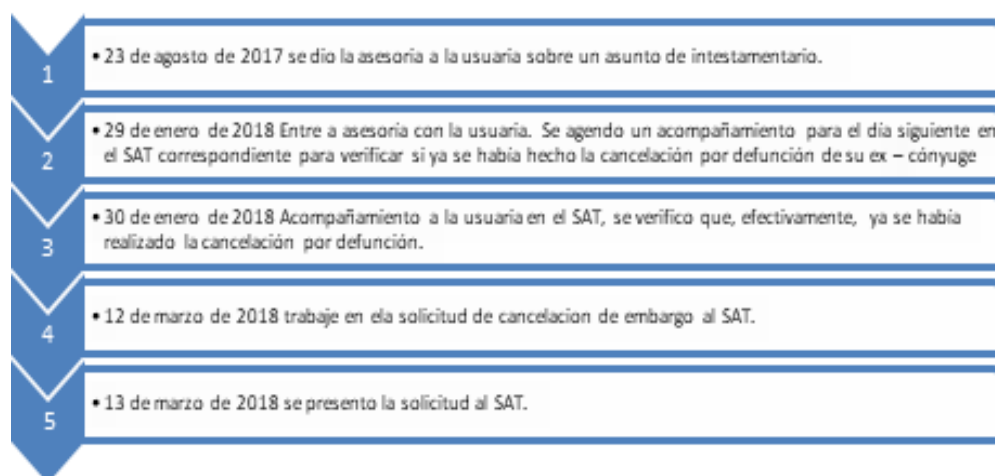 1
• 23 de agosto de 2017 se dio la asesoria a la usuaria sobre un asunto de intestamentario.
2
• 29 de enero de 2018 Entre a asesoria con la usuaria. Se agendo un acompañamiento para el día siguiente en
el SAT correspondiente para verificar si ya se había hecho la cancelación por defunción de su ex – cónyuge
3
• 30 de enero de 2018 Acompañamiento a la usuaria en el SAT, se verifico que, efectivamente, ya se había
realizado la cancelación por defunción.
4
• 12 de marzo de 2018 trabaje en ela solicitud de cancelacion de embargo al SAT.
5
• 13 de marzo de 2018 se presento la solicitud al SAT.